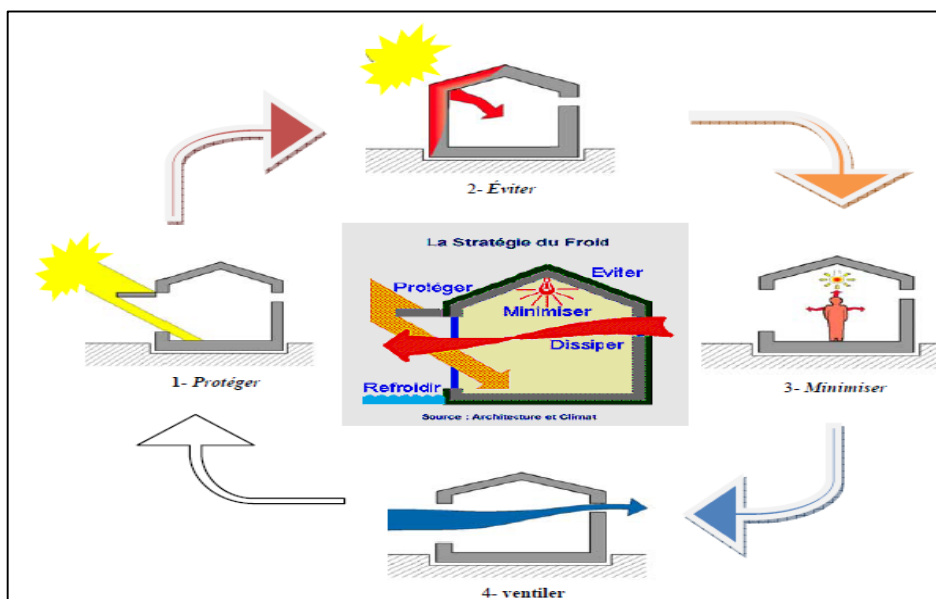 2- Éviter
La Stratégie du Froid
Eviter
Protéger
Minimiser
Dissiper
Refroidir
Source : Architecture et Climat
1- Protéger
3- Minimiser
4- ventiler